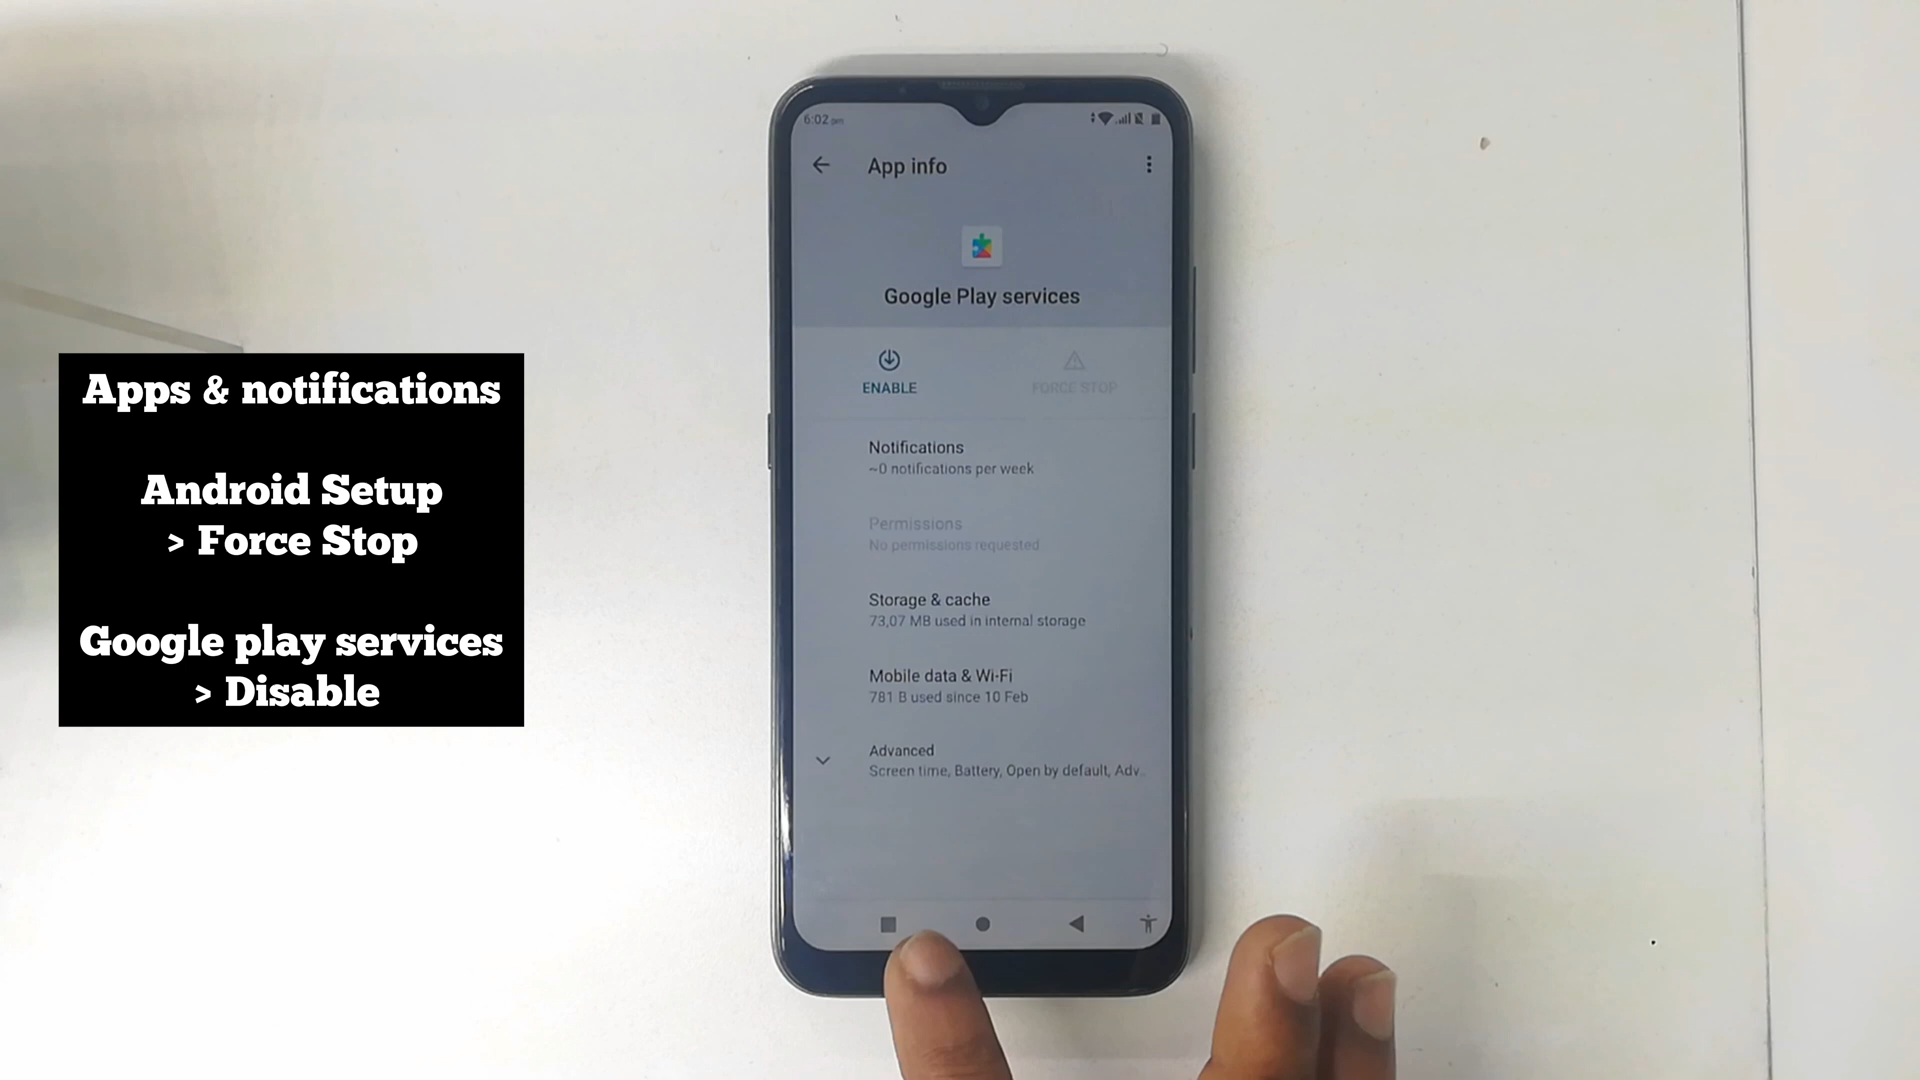 Apps & notifications
Android Setup
> Force Stop
Google play services
> Disable
6:02 pm
App info
Google Play services
ENABLE
FORCE STOP
Notifications
~0 notifications per week
Permissions
No permissions requested
Storage & cache
73,07 MB used in internal storage
Mobile data & Wi-Fi
781 B used since 10 Feb
Advanced
Screen time, Battery, Open by default, Adv..